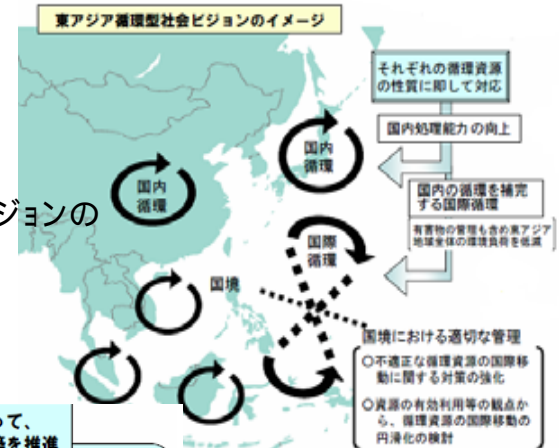 東アジア循環型社会ビジョンのイメージ
それぞれの循環資源
の性質に即して対応
国内処理能力の向上
国内
循環
国内
循環
ジョンの
国内の循環を補完
する国際循環
有害物の管理も含め東アジア
地域全体の環境負荷を低減
国際
循環
国境
国境における適切な管理
〇不適正な循環資源の国際移
動に関する対策の強化
〇資源の有効利用等の観点か
ら、循環資源の国際移動の
円滑化の検討
って、
を推進